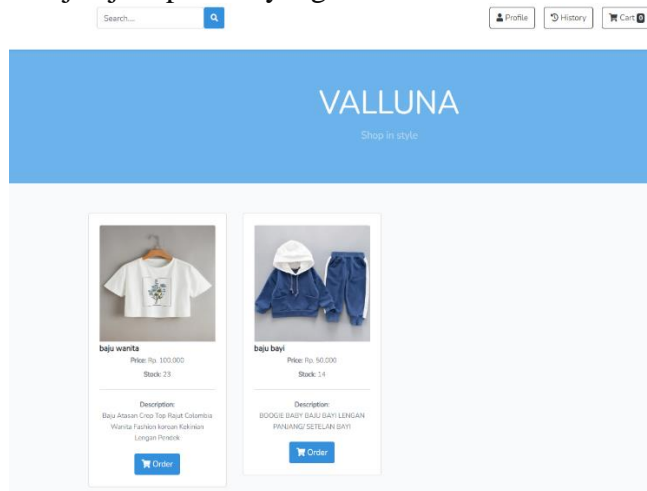 Search....
Profile
History
Cart 0
VALLUNA
Shop in style
baju wanita
Price: Rp. 100.000
Stock: 23
Description:
Baju Atasan Crop Top Rajut Columbia
Wanita Fashion korean Kekinian
Lengan Pendek
Order
baju bayi
Price: Rp. 50.000
Stock: 14
Description:
BOOGIE BABY BAJU BAYI LENGAN
PANJANG/ SETELAN BAYI
Order